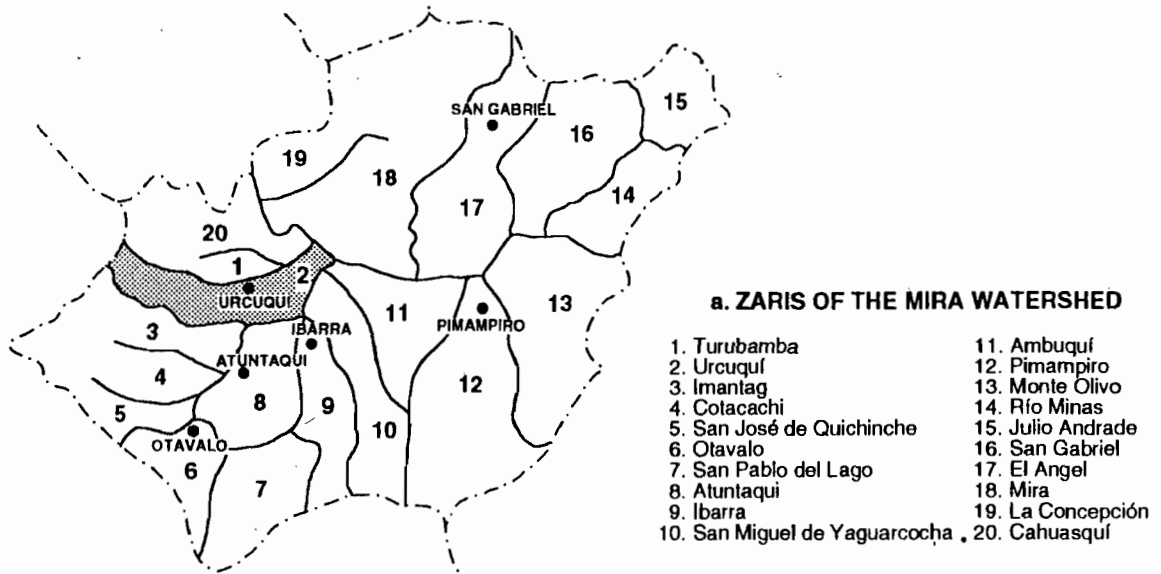 15
SAN GABRIEL
16
19
18
14
17
20
1
2
URCUQUI
13
11
3
IBARRA
PIMAMPIRO
ATUNTAQUI
4
12
8
9
5
10
OTAVALO
6
7
a. ZARIS OF THE MIRA WATERSHED
1. Turubamba
2. Urcuquí
3. Imantag
4. Cotacachi
5. San José de Quichinche
6. Otavalo
7. San Pablo del Lago
8. Atuntaqui
9. Ibarra
10. San Miguel de Yaguarcocha
11. Ambuquí
12. Pimampiro
13. Monte Olivo
14. Río Minas
15. Julio Andrade
16. San Gabriel
17. El Angel
18. Mira
19. La Concepción
20. Cahuasquí